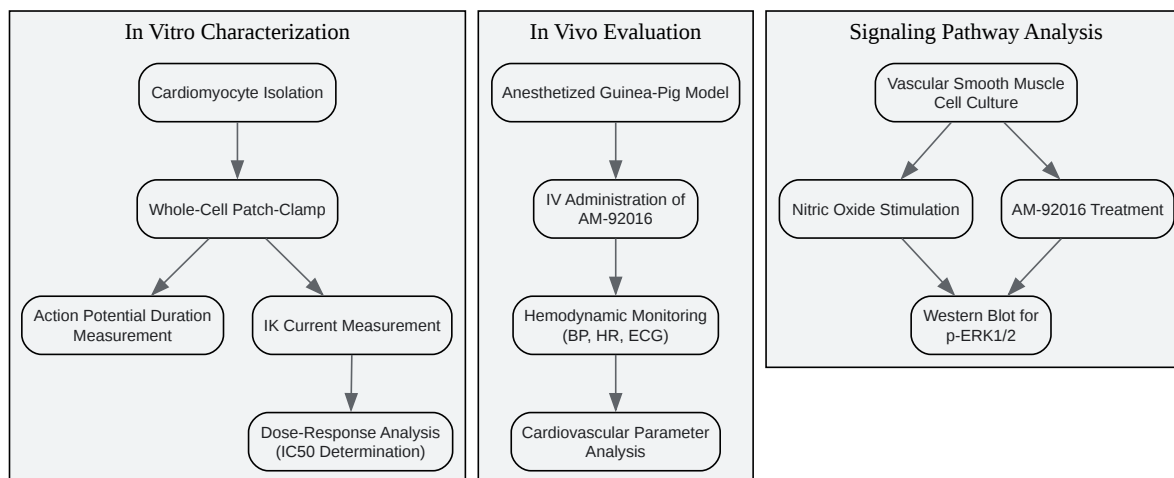 In Vitro Characterization
Cardiomyocyte Isolation
Whole-Cell Patch-Clamp
Action Potential Duration
Measurement
IK Current Measurement
Dose-Response Analysis
(IC50 Determination)
In Vivo Evaluation
Anesthetized Guinea-Pig Model
IV Administration of
AM-92016
Hemodynamic Monitoring
(BP, HR, ECG)
Cardiovascular Parameter
Analysis
Signaling Pathway Analysis
Vascular Smooth Muscle
Cell Culture
Nitric Oxide Stimulation
AM-92016 Treatment
Western Blot for
p-ERK1/2